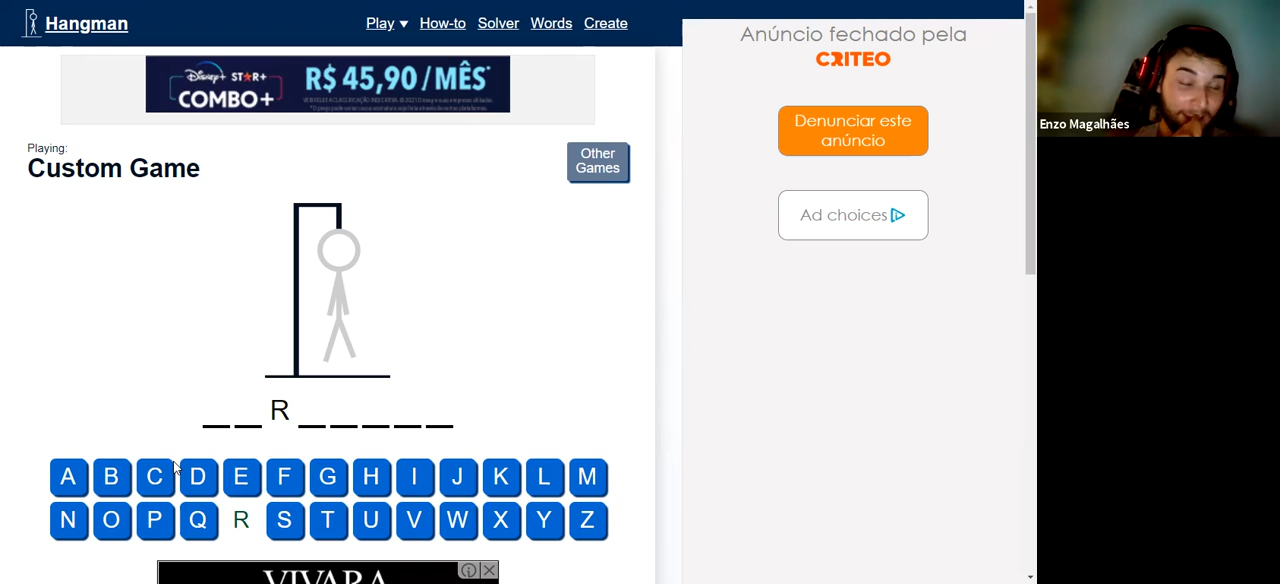 Hangman
Play ▼ How-to Solver Words Create
Disney+ STAR+
COMBO+
R$ 45,90/MÊS*
Playing:
Custom Game
Other
Games
_ _ R _ _ _ _ _
A B C D E F G H I J K L M
N O P Q R S T U V W X Y Z
VIVARA
Anúncio fechado pela
CRITEO
Denunciar este
anúncio
Ad choices
Enzo Magalhães